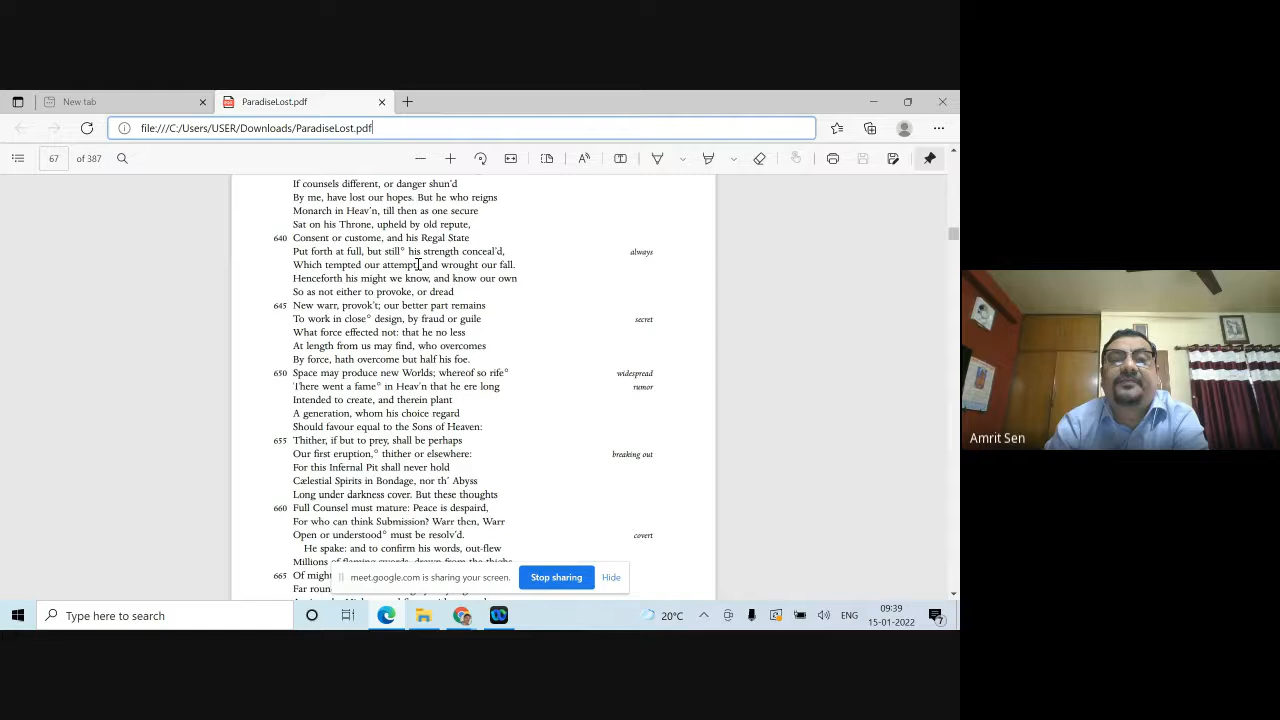 New tab
ParadiseLost.pdf
file:///C:/Users/USER/Downloads/ParadiseLost.pdf
67 of 387
If counsels different, or danger shun'd
By me, have lost our hopes. But he who reigns
Monarch in Heav'n, till then as one secure
Sat on his Throne, upheld by old repute,
640 Consent or custome, and his Regal State
Put forth at full, but still° his strength conceal'd, always
Which tempted our attempt, and wrought our fall.
Henceforth his might we know, and know our own
So as not either to provoke, or dread
645 New warr, provok't; our better part remains
To work in close° design, by fraud or guile secret
What force effected not: that he no less
At length from us may find, who overcomes
By force, hath overcome but half his foe.
650 Space may produce new Worlds; whereof so rife° widespread
There went a fame° in Heav'n that he ere long rumor
Intended to create, and therein plant
A generation, whom his choice regard
Should favour equal to the Sons of Heaven:
655 Thither, if but to prey, shall be perhaps
Our first eruption,° thither or elsewhere: breaking out
For this Infernal Pit shall never hold
Cælestial Spirits in Bondage, nor th' Abyss
Long under darkness cover. But these thoughts
660 Full Counsel must mature: Peace is despaird,
For who can think Submission? Warr then, Warr
Open or understood° must be resolv'd. covert
He spake: and to confirm his words, out-flew
Millions of flaming swords, drawn from the thighs
665 Of might
Far roun
meet.google.com is sharing your screen. Stop sharing Hide
Type here to search
20°C
ENG
09:39
15-01-2022
7
Amrit Sen